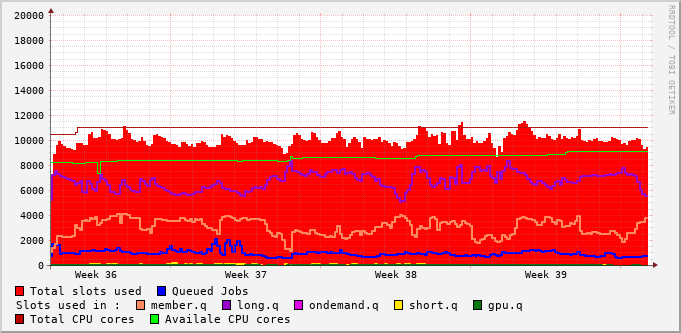 20000
18000
16000
14000
12000
10000
8000
6000
4000
2000
0
Week 36 Week 37 Week 38 Week 39
RRDTOOL / TOBI OETIKER
Total slots used Queued Jobs
Slots used in : member.q long.q ondemand.q short.q gpu.q
Total CPU cores Availale CPU cores